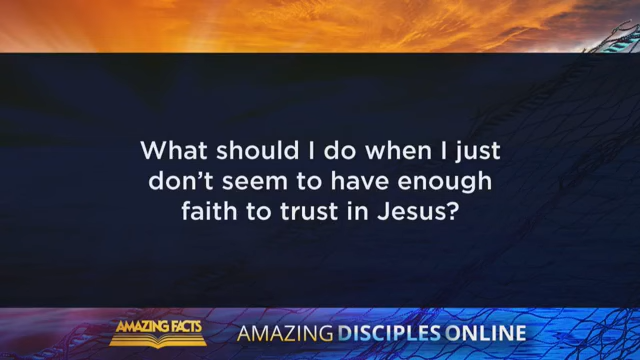 What should I do when I just
don't seem to have enough
faith to trust in Jesus?
AMAZING FACTS
AMAZING DISCIPLES ONLINE